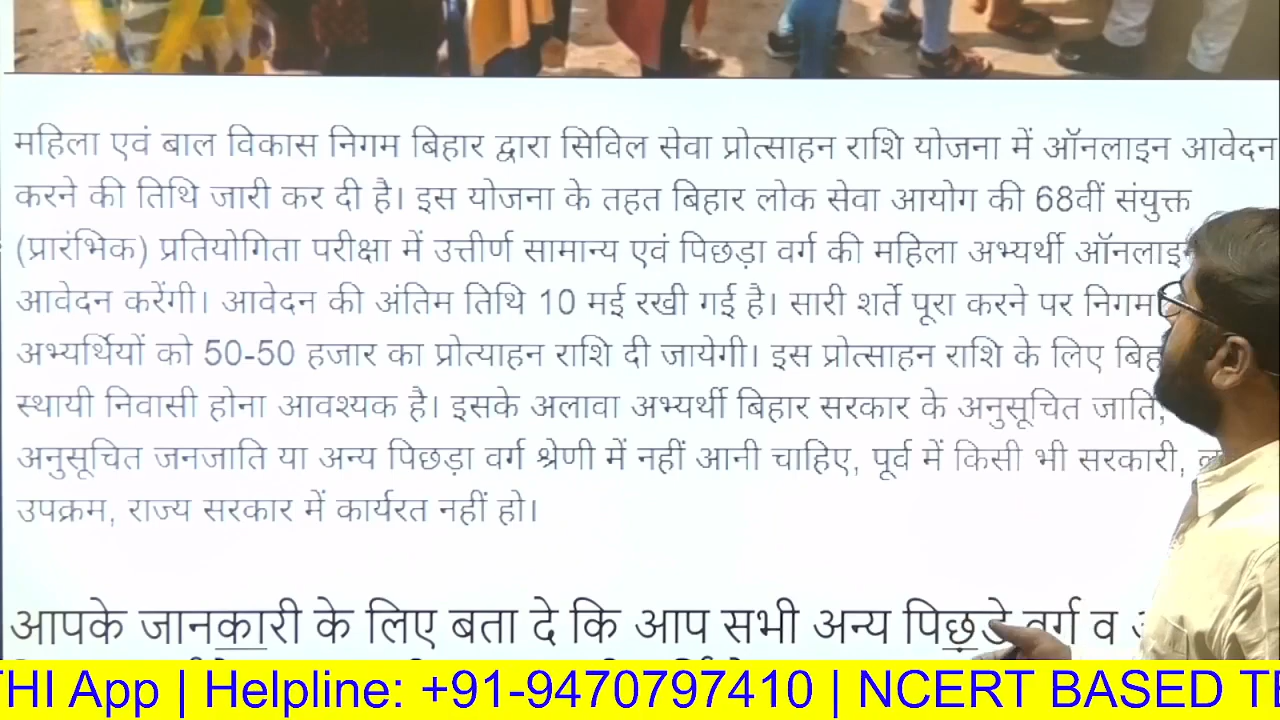 महिला एवं बाल विकास निगम बिहार द्वारा सिविल सेवा प्रोत्साहन राशि योजना में ऑनलाइन आवेदन
करने की तिथि जारी कर दी है। इस योजना के तहत बिहार लोक सेवा आयोग की 68वीं संयुक्त
(प्रारंभिक) प्रतियोगिता परीक्षा में उत्तीर्ण सामान्य एवं पिछड़ा वर्ग की महिला अभ्यर्थी
आवेदन करेंगी। आवेदन की अंतिम तिथि 10 मई रखी गई है। सारी शर्ते पूरा करने पर निगम
अभ्यर्थियों को 50-50 हजार का प्रोत्याहन राशि दी जायेगी। इस प्रोत्साहन राशि के लिए
स्थायी निवासी होना आवश्यक है। इसके अलावा अभ्यर्थी बिहार सरकार के अनुसूचित जाति,
अनुसूचित जनजाति या अन्य पिछड़ा वर्ग श्रेणी में नहीं आनी चाहिए, पूर्व में किसी भी सरकारी,
उपक्रम, राज्य सरकार में कार्यरत नहीं हो।
आपके जानकारी के लिए बता दे कि आप सभी अन्य पिछड़े वर्ग व
THI App | Helpline: +91-9470797410 | NCERT BASED